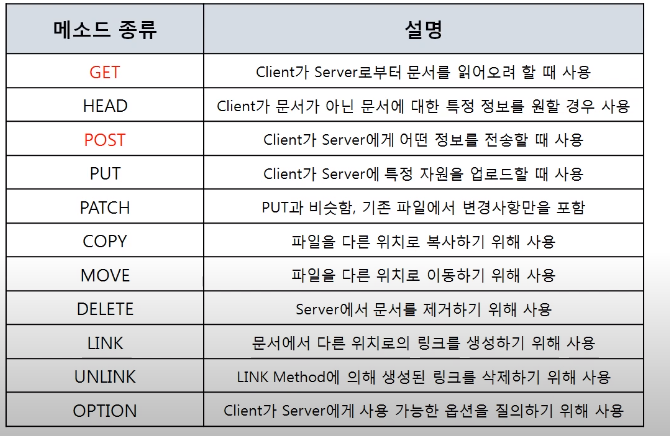 메소드 종류 설명
GET Client가 Server로부터 문서를 읽어오려 할 때 사용
HEAD Client가 문서가 아닌 문서에 대한 특정 정보를 원할 경우 사용
POST Client가 Server에게 어떤 정보를 전송할 때 사용
PUT Client가 Server에 특정 자원을 업로드할 때 사용
PATCH PUT과 비슷함, 기존 파일에서 변경사항만을 포함
COPY 파일을 다른 위치로 복사하기 위해 사용
MOVE 파일을 다른 위치로 이동하기 위해 사용
DELETE Server에서 문서를 제거하기 위해 사용
LINK 문서에서 다른 위치로의 링크를 생성하기 위해 사용
UNLINK LINK Method에 의해 생성된 링크를 삭제하기 위해 사용
OPTION Client가 Server에게 사용 가능한 옵션을 질의하기 위해 사용